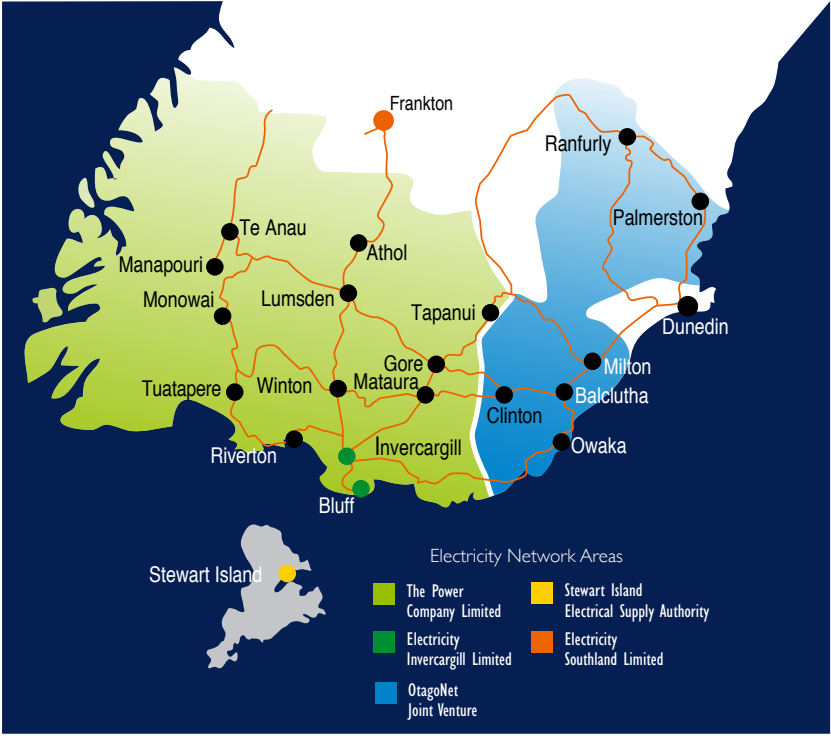 Frankton
Ranfurly
Palmerston
Te Anau
Athol
Manapouri
Monowai
Lumsden
Tapanui
Dunedin
Gore
Milton
Tuatapere
Winton
Mataura
Balclutha
Clinton
Invercargill
Owaka
Riverton
Bluff
Stewart Island
Electricity Network Areas
The Power
Company Limited
Stewart Island
Electrical Supply Authority
Electricity
Invercargill Limited
Electricity
Southland Limited
OtagoNet
Joint Venture